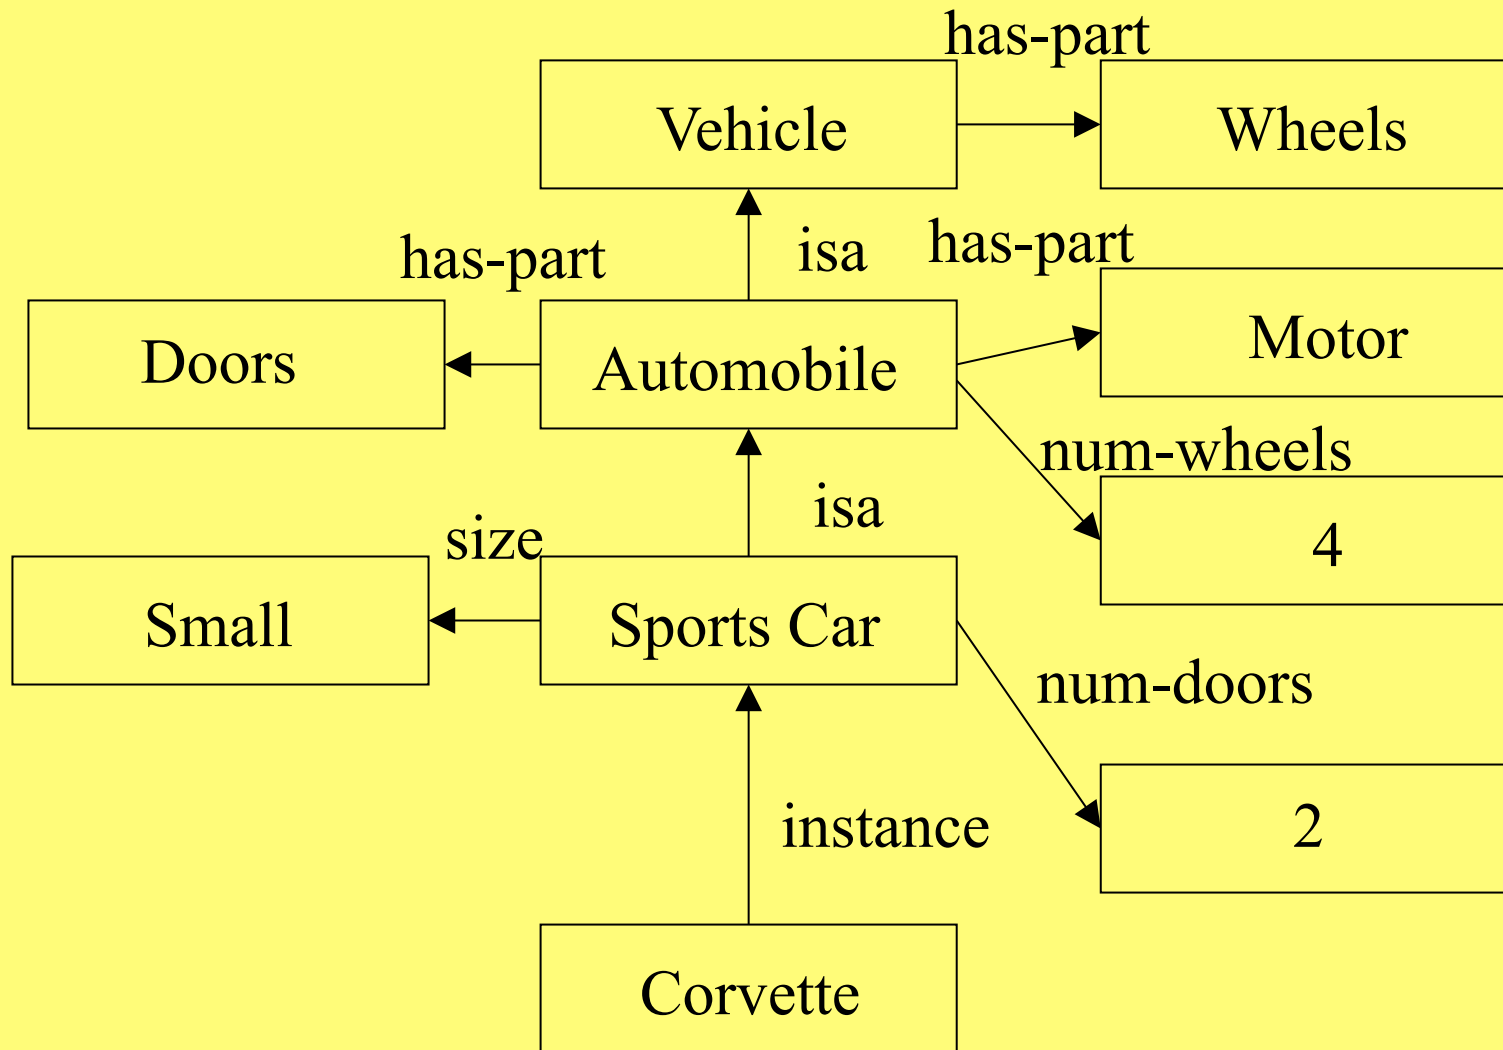 has-part
Vehicle
Wheels
has-part
isa
has-part
Doors
Automobile
Motor
num-wheels
size
isa
4
Small
Sports Car
num-doors
instance
2
Corvette